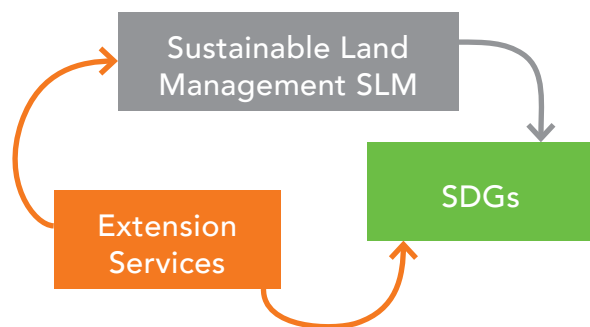 Sustainable Land
Management SLM
SDGs
Extension
Services